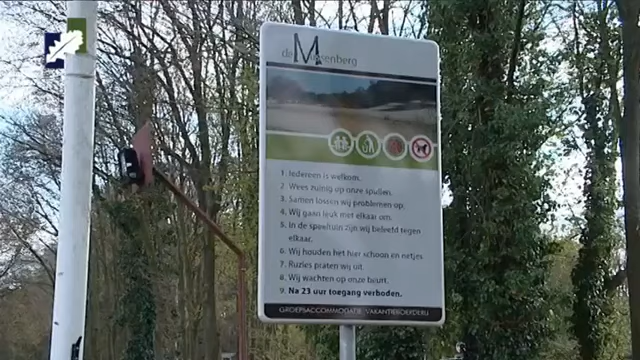 de Mussenberg
1. Iedereen is welkom.
2. Wees zuinig op onze spullen.
3. Samen lossen wij problemen op.
4. Wij gaan leuk met elkaar om.
5. In de speeltuin zijn wij beleefd tegen
elkaar.
6. Wij houden het hier schoon en netjes
7. Ruzies praten wij uit.
8. Wij wachten op onze beurt.
9. Na 23 uur toegang verboden.
GROEPSACCOMMODATIE VAKANTIEBOERDERIJ